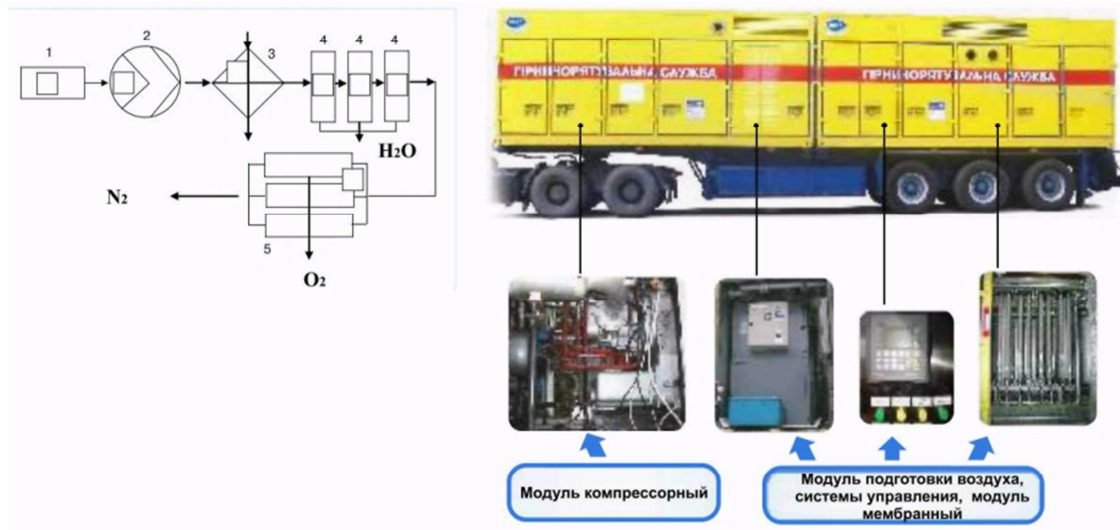 1
2
3
4
4
4
H2O
N2
5
O2
ГІРНИЧОРЯТУВАЛЬНА СЛУЖБА
ГІРНИЧОРЯТУВАЛЬНА СЛУЖБА
Модуль компрессорный
Модуль подготовки воздуха,
системы управления, модуль
мембранный